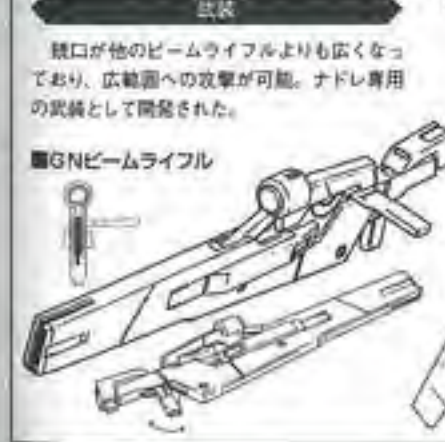 武装
銃口が他のビームライフルよりも広くなっ
ており、広範囲への攻撃が可能。ナドレ専用
の武装として開発された。
■GNビームライフル